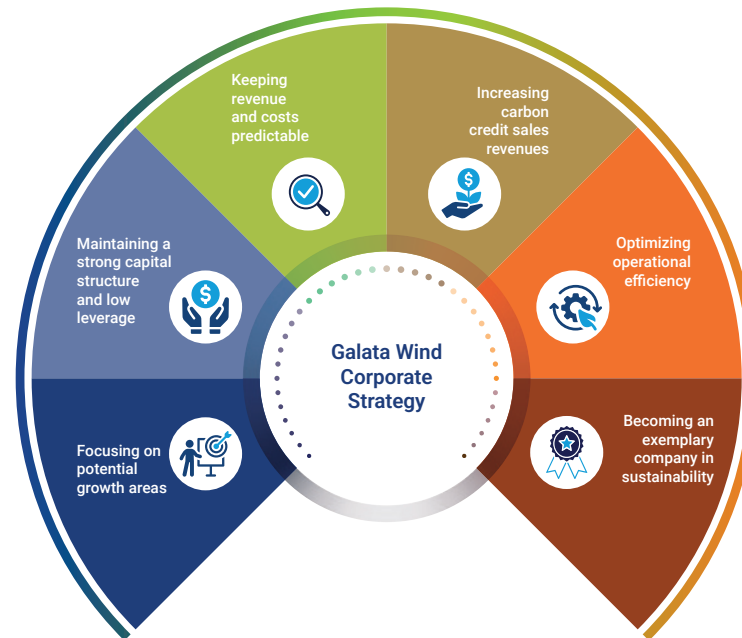 Keeping
revenue
and costs
predictable
Increasing
carbon
credit sales
revenues
Maintaining a
strong capital
structure
and low
leverage
Optimizing
operational
efficiency
Galata Wind
Corporate
Strategy
Focusing on
potential
growth areas
Becoming an
exemplary
company in
sustainability
$
$